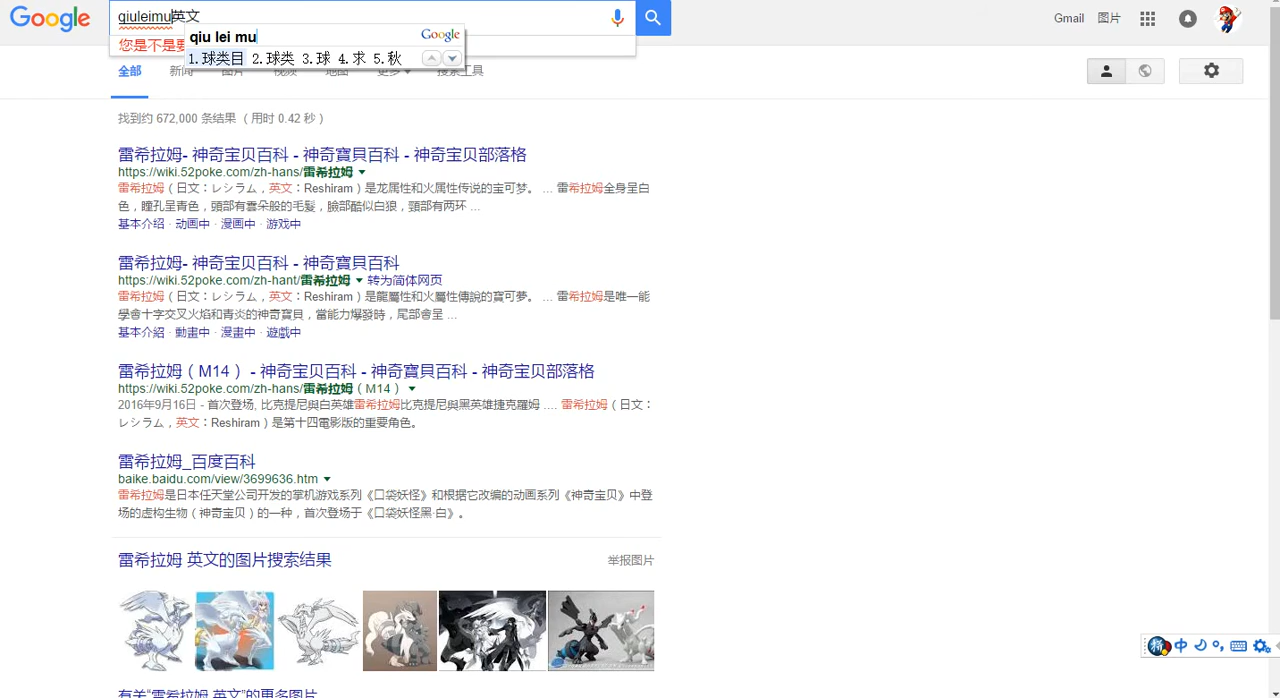 Google
qiuleimu英文
Gmail 图片
您是不是要
qiu lei mu Google
1.球类目 2.球类 3.球 4.求 5.秋
全部 新闻 图片 视频 地图 更多 搜索工具
找到约 672,000 条结果 （用时 0.42 秒）
雷希拉姆- 神奇宝贝百科 - 神奇寶貝百科 - 神奇宝贝部落格
https://wiki.52poke.com/zh-hans/雷希拉姆
雷希拉姆（日文：レシラム，英文：Reshiram）是龙属性和火属性传说的宝可梦。 ... 雷希拉姆全身呈白
色，瞳孔呈青色，頭部有雲朵般的毛髮，臉部酷似白狼，頸部有两环 ...
基本介绍 · 动画中 · 漫画中 · 游戏中
雷希拉姆- 神奇宝贝百科 - 神奇寶貝百科
https://wiki.52poke.com/zh-hant/雷希拉姆 转为简体网页
雷希拉姆（日文：レシラム，英文：Reshiram）是龍屬性和火屬性傳說的寶可夢。 ... 雷希拉姆是唯一能
學會十字交叉火焰和青炎的神奇寶貝，當能力爆發時，尾部會呈 ...
基本介紹 · 動畫中 · 漫畫中 · 遊戲中
雷希拉姆（M14） - 神奇宝贝百科 - 神奇寶貝百科 - 神奇宝贝部落格
https://wiki.52poke.com/zh-hans/雷希拉姆（M14）
2016年9月16日 - 首次登场, 比克提尼與白英雄雷希拉姆比克提尼與黑英雄捷克羅姆 .... 雷希拉姆（日文：
レシラム，英文：Reshiram）是第十四電影版的重要角色。
雷希拉姆_百度百科
baike.baidu.com/view/3699636.htm
雷希拉姆是日本任天堂公司开发的掌机游戏系列《口袋妖怪》和根据它改编的动画系列《神奇宝贝》中登
场的虚构生物（神奇宝贝）的一种，首次登场于《口袋妖怪黑·白》。
雷希拉姆 英文的图片搜索结果 举报图片
有关“雷希拉姆 英文”的更多图片
中